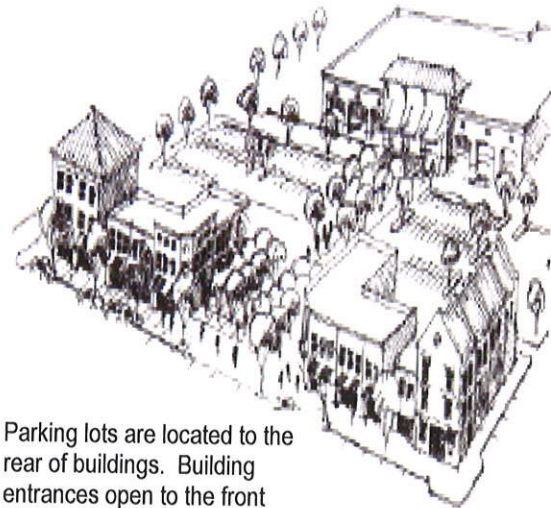 Parking lots are located to the
rear of buildings. Building
entrances open to the front